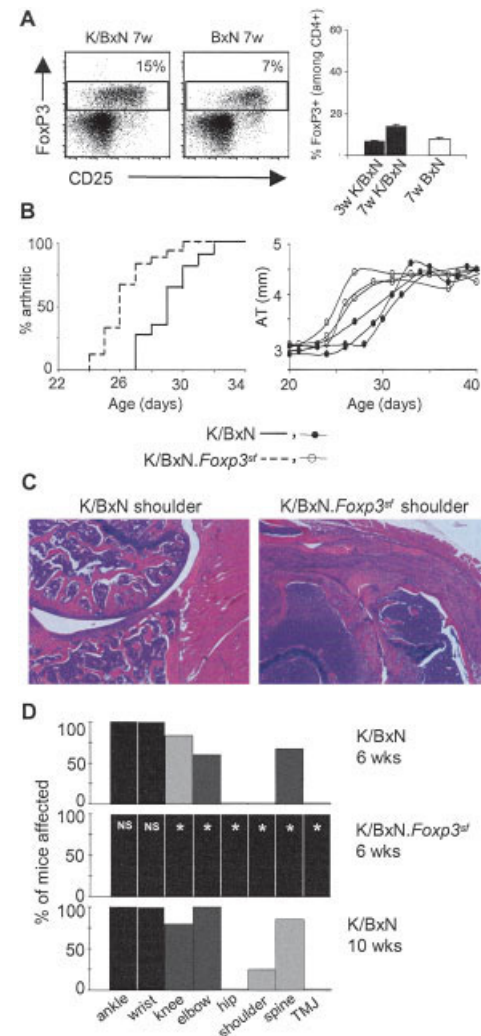 A
K/BxN 7w
BxN 7w
15%
7%
FoxP3
CD25
% FoxP3+ (among CD4+)
60
20
0
3w K/BxN
7w K/BxN
7w BxN
B
% arthritic
100
50
0
22 26 30 34
Age (days)
AT (mm)
5
4
3
20 30 40
Age (days)
K/BxN
,
K/BxN.Foxp3sf
,
C
K/BxN shoulder
K/BxN.Foxp3sf shoulder
D
% of mice affected
100
50
0
K/BxN
6 wks
100
50
0
NS NS * * * * * *
K/BxN.Foxp3sf
6 wks
100
50
0
K/BxN
10 wks
ankle
wrist
knee
elbow
hip
shoulder
spine
TMJ